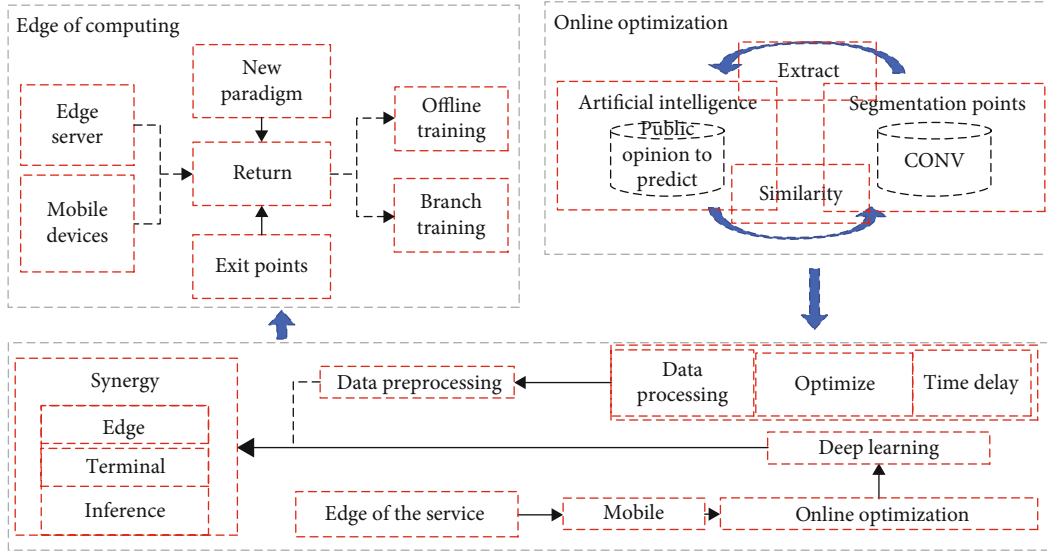 Edge of computing
New
paradigm
Edge
server
Mobile
devices
Return
Exit points
Offline
training
Branch
training
Online optimization
Extract
Artificial intelligence
Public
opinion to
predict
Segmentation points
CONV
Similarity
Synergy
Edge
Terminal
Inference
Data preprocessing
Data
processing
Optimize
Time delay
Deep learning
Edge of the service
Mobile
Online optimization